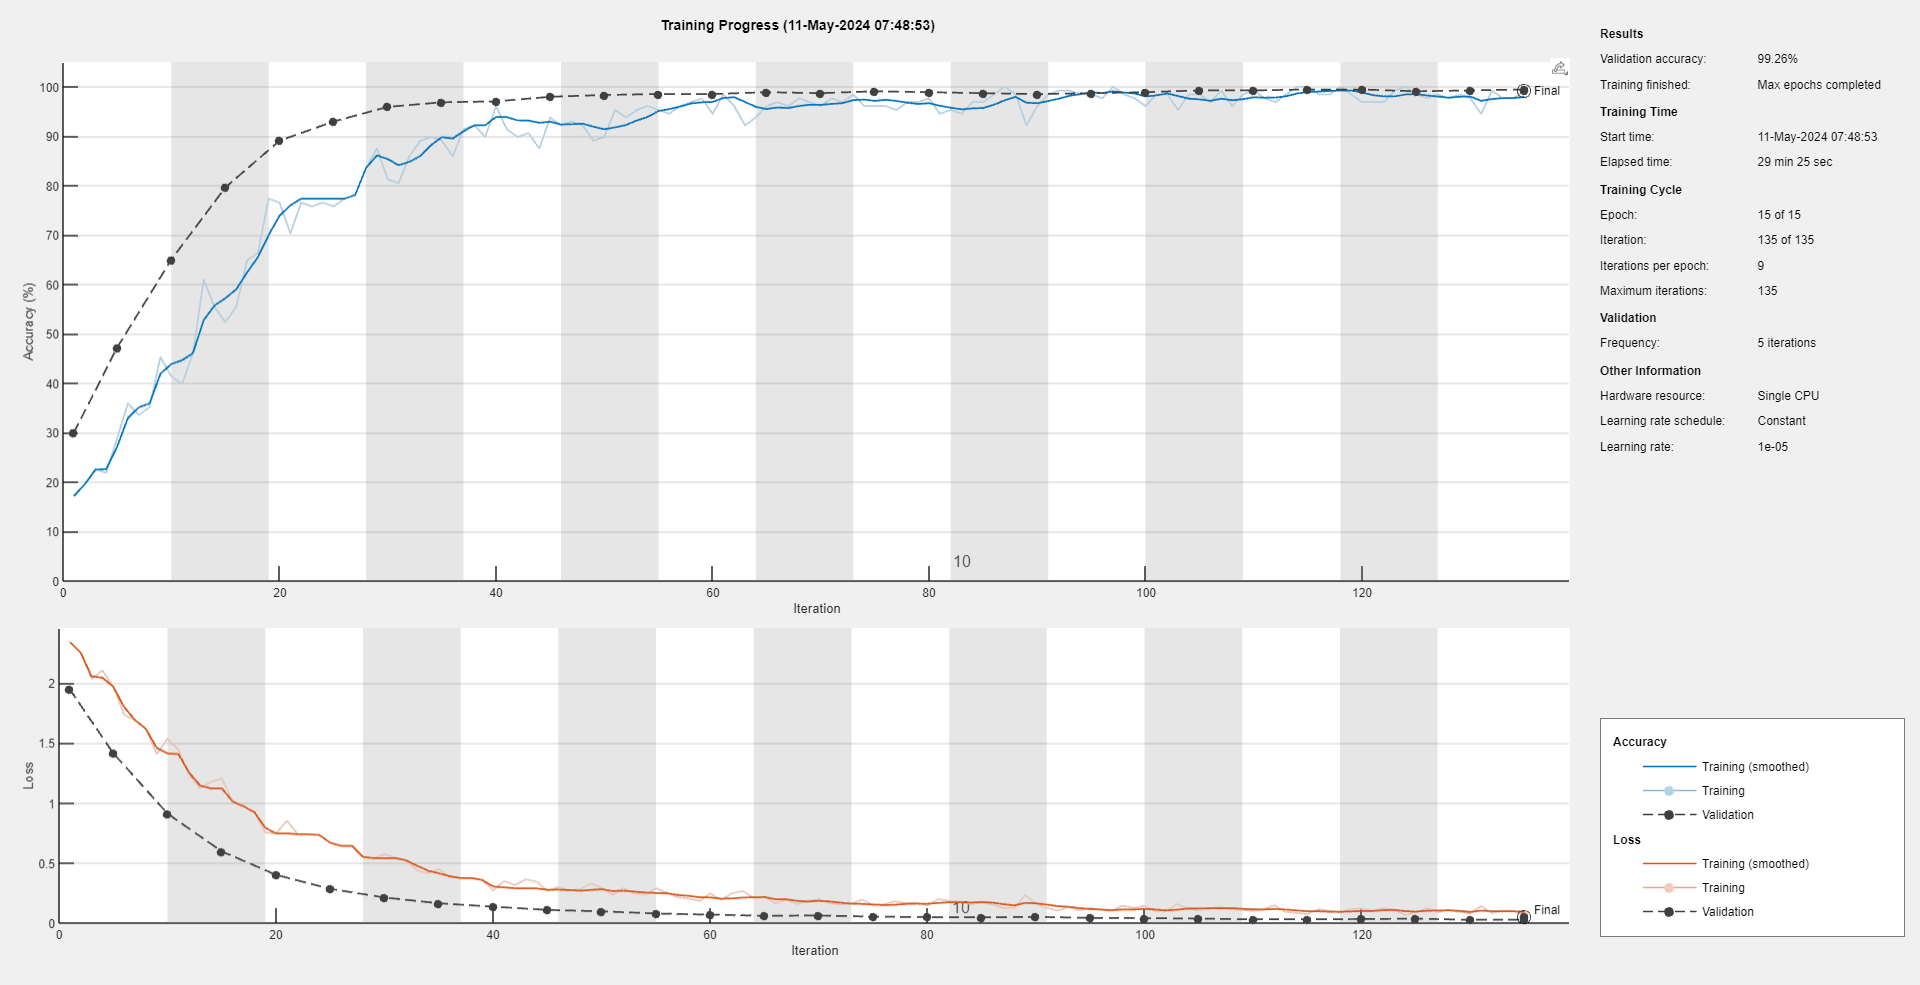 Training Progress (11-May-2024 07:48:53)
Accuracy (%)
100
90
80
70
60
50
40
30
20
10
0
Final
10
0 20 40 60 80 100 120
Iteration
Loss
2
1.5
1
0.5
0
Final
10
0 20 40 60 80 100 120
Iteration
Results
Validation accuracy: 99.26%
Training finished: Max epochs completed
Training Time
Start time: 11-May-2024 07:48:53
Elapsed time: 29 min 25 sec
Training Cycle
Epoch: 15 of 15
Iteration: 135 of 135
Iterations per epoch: 9
Maximum iterations: 135
Validation
Frequency: 5 iterations
Other Information
Hardware resource: Single CPU
Learning rate schedule: Constant
Learning rate: 1e-05
Accuracy
Training (smoothed)
Training
Validation
Loss
Training (smoothed)
Training
Validation